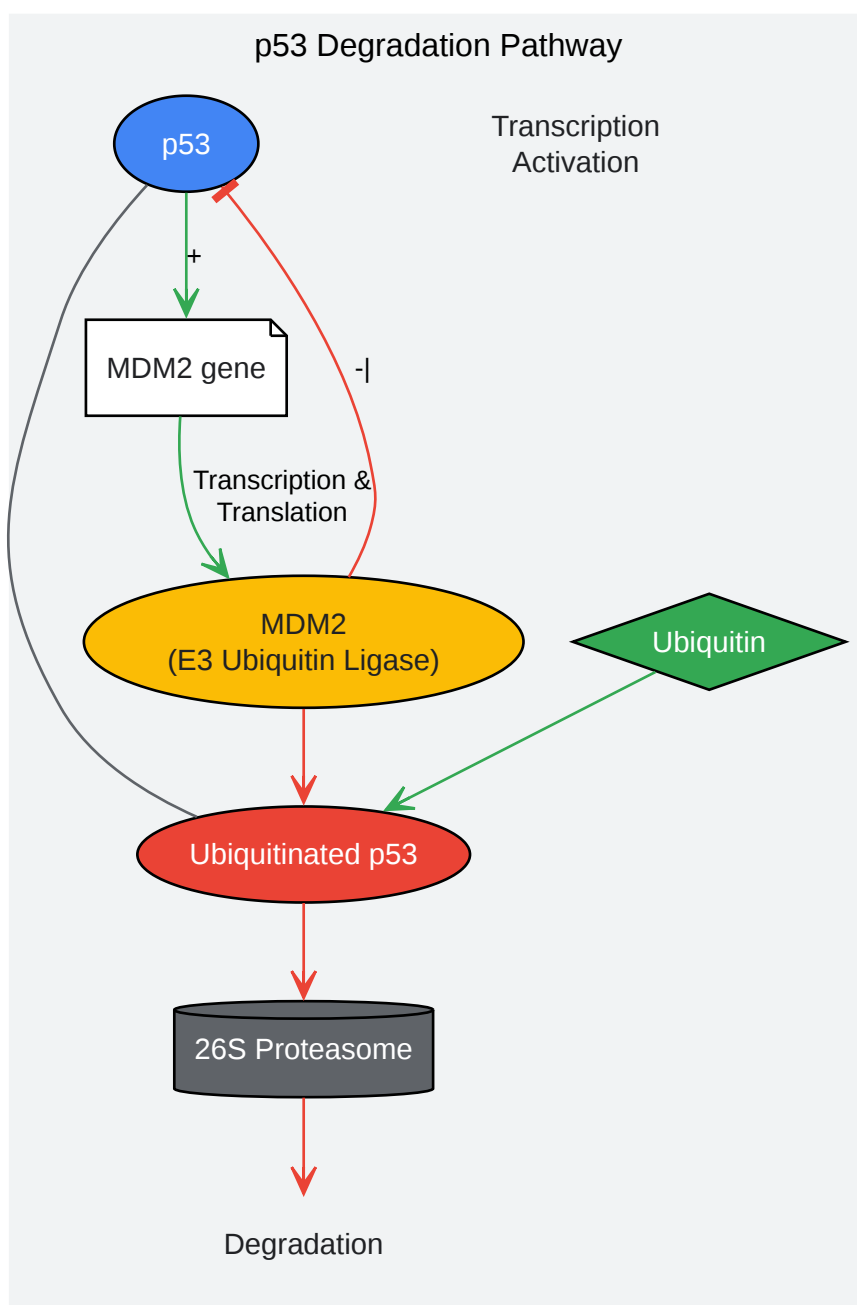 p53 Degradation Pathway
p53
Transcription
Activation
+
MDM2 gene
-|
Transcription &
Translation
MDM2
(E3 Ubiquitin Ligase)
Ubiquitin
Ubiquitinated p53
26S Proteasome
Degradation